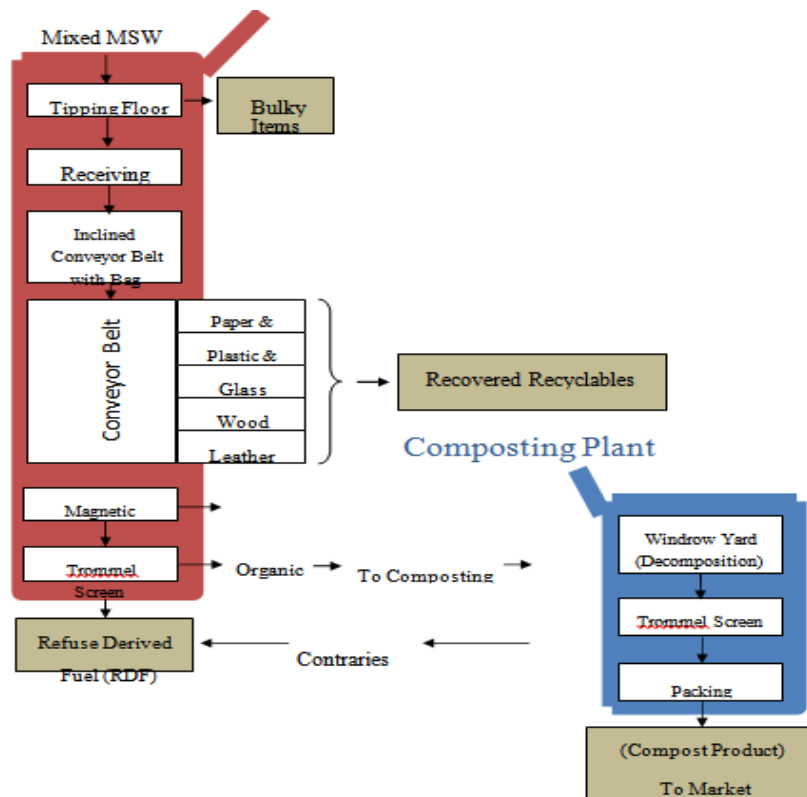 Mixed MSW
Tipping Floor
Bulky
Items
Receiving
Inclined
Conveyor Belt
with Bag
Conveyor Belt
Paper &
Plastic &
Glass
Wood
Leather
Recovered Recyclables
Composting Plant
Magnetic
Trommel
Screen
Organic
To Composting
Windrow Yard
(Decomposition)
Trommel Screen
Packing
Refuse Derived
Fuel (RDF)
Contraries
(Compost Product)
To Market